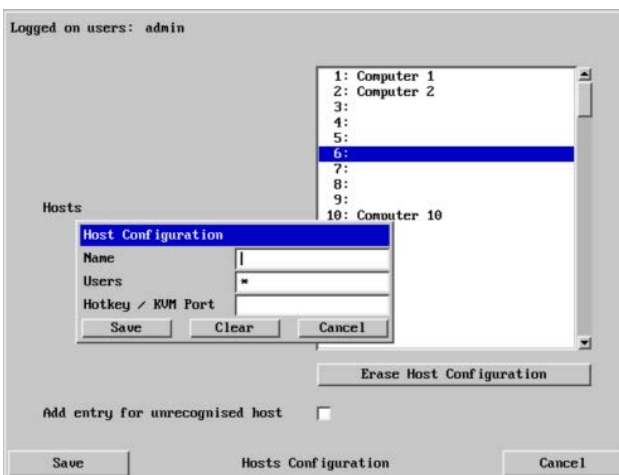 Logged on users: admin
1: Computer 1
2: Computer 2
3:
4:
5:
6:
7:
8:
9:
10: Computer 10
Hosts
Host Configuration
Name
Users *
Hotkey / KVM Port
Save Clear Cancel
Erase Host Configuration
Add entry for unrecognised host
Save Hosts Configuration Cancel